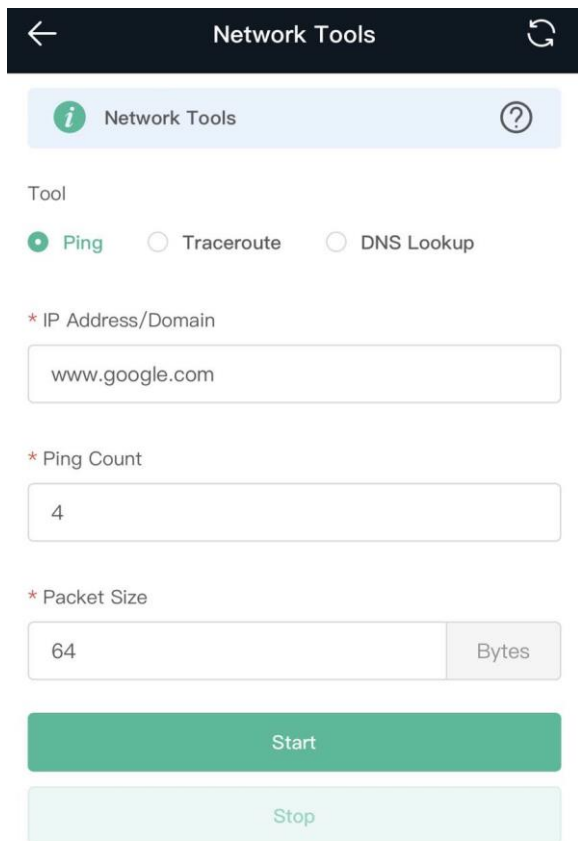 Network Tools
Network Tools
Tool
Ping Traceroute DNS Lookup
* IP Address/Domain
www.google.com
* Ping Count
4
* Packet Size
64 Bytes
Start
Stop